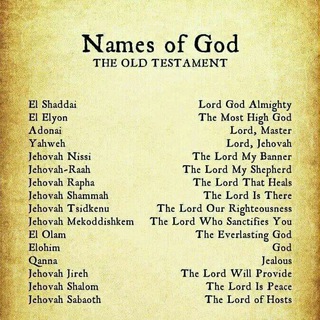 Names of God
THE OLD TESTAMENT
El Shaddai Lord God Almighty
El Elyon The Most High God
Adonai Lord, Master
Yahweh Lord, Jehovah
Jehovah Nissi The Lord My Banner
Jehovah-Raah The Lord My Shepherd
Jehovah Rapha The Lord That Heals
Jehovah Shammah The Lord Is There
Jehovah Tsidkenu The Lord Our Righteousness
Jehovah Mekoddishkem The Lord Who Sanctifies You
El Olam The Everlasting God
Elohim God
Qanna Jealous
Jehovah Jireh The Lord Will Provide
Jehovah Shalom The Lord Is Peace
Jehovah Sabaoth The Lord of Hosts